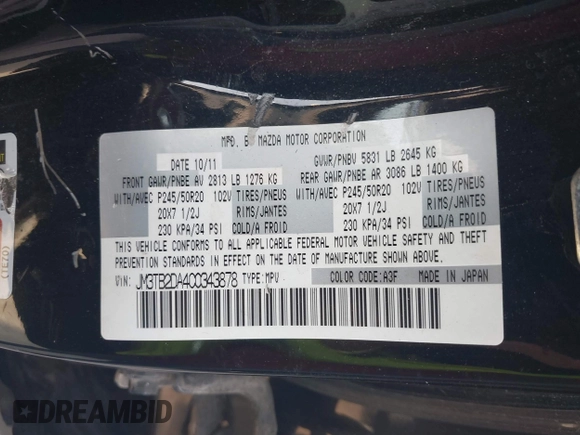 MFD. B MAZDA MOTOR CORPORATION
DATE 10/11 GVWR/PNBV 5831 LB 2645 KG
FRONT GAWR/PNBE AV 2813 LB 1276 KG REAR GAWR/PNBE AR 3086 LB 1400 KG
WITH/AVEC P245/50R20 102V TIRES/PNEUS WITH/AVEC P245/50R20 102V TIRES/PNEUS
20X7 1/2J RIMS/JANTES 20X7 1/2J RIMS/JANTES
230 KPA/34 PSI COLD/A FROID 230 KPA/34 PSI COLD/A FROID
THIS VEHICLE CONFORMS TO ALL APPLICABLE FEDERAL MOTOR VEHICLE SAFETY AND THEFT
PREVENTION STANDARDS IN EFFECT ON THE DATE OF MANUFACTURE SHOWN ABOVE.
VIN: JM3TB2DA4C0343878 TYPE:MPV COLOR CODE:A3F MADE IN JAPAN
(TEZD)
DREAMBID